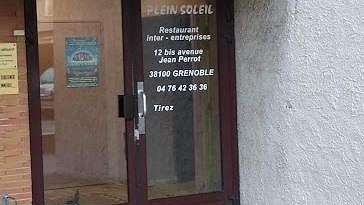 PLEIN SOLEIL
Restaurant
inter - entreprises
12 bis avenue
Jean Perrot
38100 GRENOBLE
04 76 42 36 36
Tirez